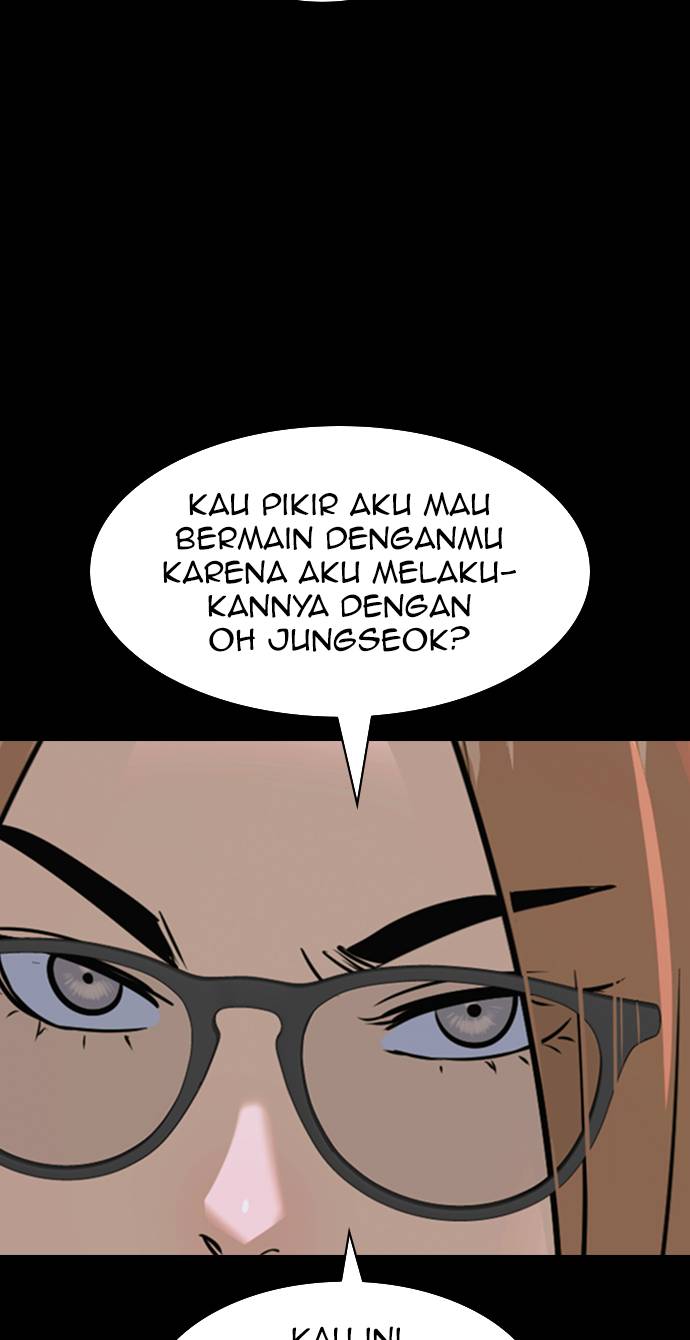 KAU PIKIR AKU MAU
BERMAIN DENGANMU
KARENA AKU MELAKU-
KANNYA DENGAN
OH JUNGSEOK?
KAU INI